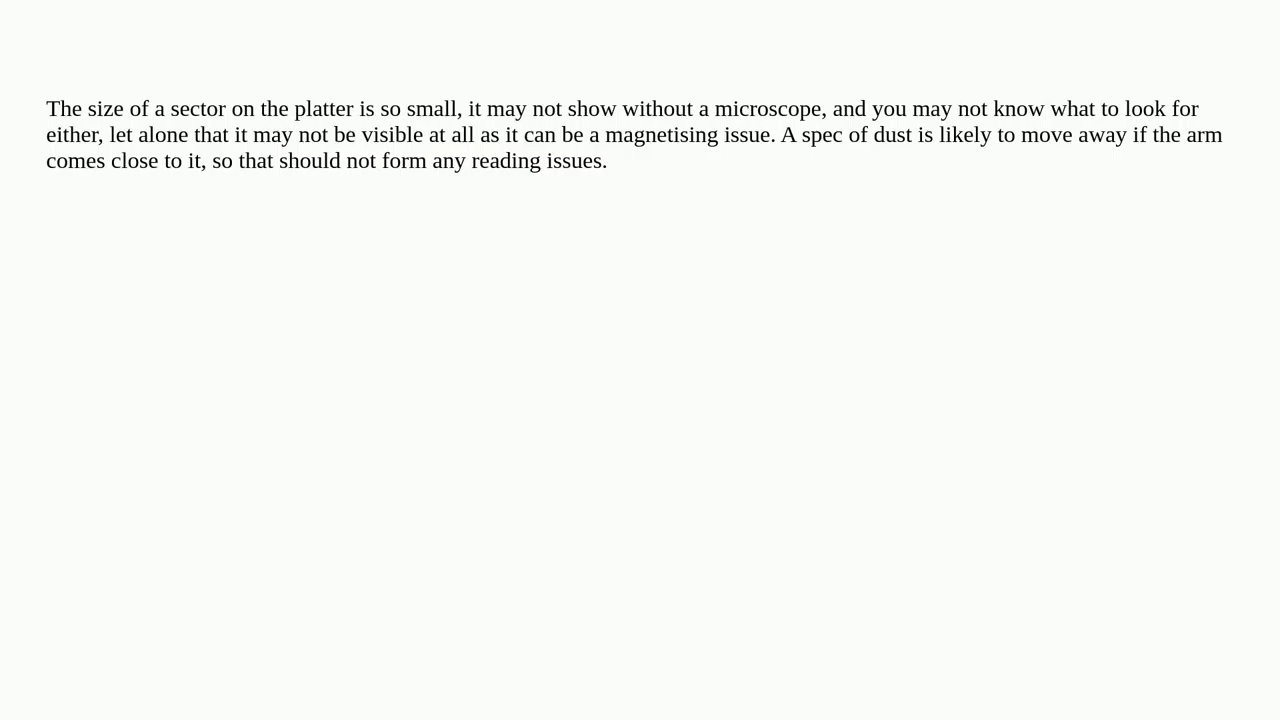 The size of a sector on the platter is so small, it may not show without a microscope, and you may not know what to look for
either, let alone that it may not be visible at all as it can be a magnetising issue. A spec of dust is likely to move away if the arm
comes close to it, so that should not form any reading issues.